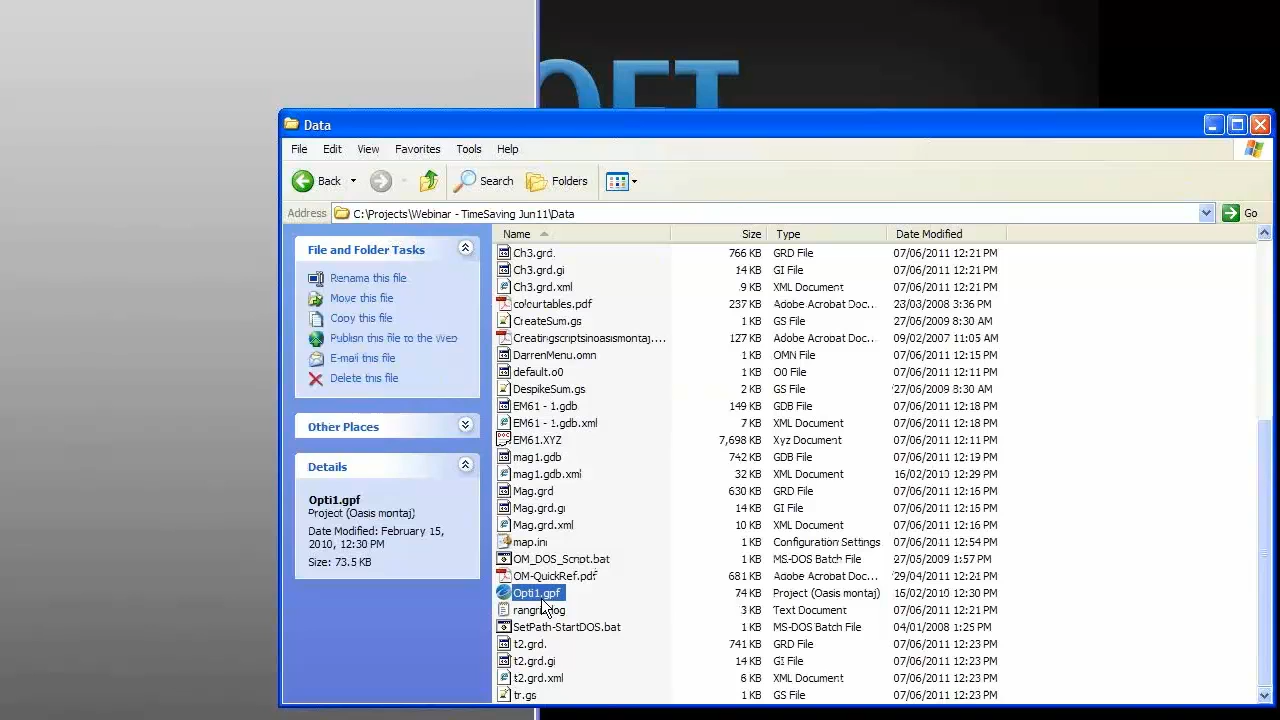 OFT
Data
File Edit View Favorites Tools Help
Back Search Folders
Address C:\Projects\Webinar - TimeSaving Jun11\Data Go
File and Folder Tasks
Rename this file
Move this file
Copy this file
Publish this file to the Web
E-mail this file
Delete this file
Other Places
Details
Opti1.gpf
Project (Oasis montaj)
Date Modified: February 15,
2010, 12:30 PM
Size: 73.5 KB
Name Size Type Date Modified
Ch3.grd. 766 KB GRD File 07/06/2011 12:21 PM
Ch3.grd.gi 14 KB GI File 07/06/2011 12:21 PM
Ch3.grd.xml 9 KB XML Document 07/06/2011 12:21 PM
colourtables.pdf 237 KB Adobe Acrobat Doc... 23/03/2008 3:36 PM
CreateSum.gs 1 KB GS File 27/06/2009 8:30 AM
Creatingscriptsinoasismontaj.... 127 KB Adobe Acrobat Doc... 09/02/2007 11:05 AM
DarrenMenu.omn 1 KB OMN File 07/06/2011 12:15 PM
default.o0 1 KB O0 File 07/06/2011 12:11 PM
DespikeSum.gs 2 KB GS File 27/06/2009 8:30 AM
EM61 - 1.gdb 149 KB GDB File 07/06/2011 12:18 PM
EM61 - 1.gdb.xml 7 KB XML Document 07/06/2011 12:18 PM
EM61.XYZ 7,698 KB Xyz Document 07/06/2011 12:11 PM
mag1.gdb 742 KB GDB File 07/06/2011 12:19 PM
mag1.gdb.xml 32 KB XML Document 16/02/2010 12:29 PM
Mag.grd 630 KB GRD File 07/06/2011 12:16 PM
Mag.grd.gi 14 KB GI File 07/06/2011 12:16 PM
Mag.grd.xml 10 KB XML Document 07/06/2011 12:16 PM
map.ini 1 KB Configuration Settings 07/06/2011 12:54 PM
OM_DOS_Script.bat 1 KB MS-DOS Batch File 27/05/2009 1:57 PM
OM-QuickRef.pdf 681 KB Adobe Acrobat Doc... 29/04/2011 12:21 PM
Opti1.gpf 74 KB Project (Oasis montaj) 16/02/2010 12:30 PM
3 KB Text Document 07/06/2011 12:21 PM
SetPath-StartDOS.bat 1 KB MS-DOS Batch File 04/01/2008 1:25 PM
t2.grd. 741 KB GRD File 07/06/2011 12:23 PM
t2.grd.gi 14 KB GI File 07/06/2011 12:23 PM
t2.grd.xml 6 KB XML Document 07/06/2011 12:23 PM
tr.gs 1 KB GS File 07/06/2011 12:23 PM